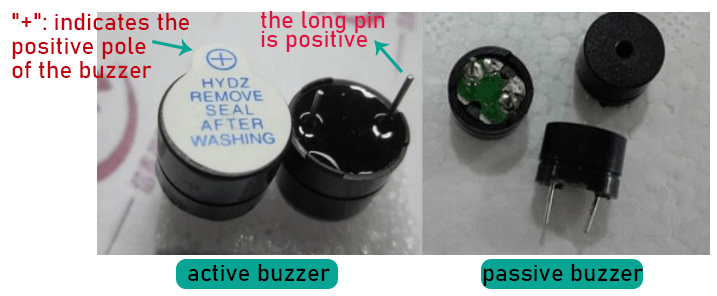 "+": indicates the
positive pole
of the buzzer
the long pin
is positive
HYDZ
REMOVE
SEAL
AFTER
WASHING
active buzzer
passive buzzer